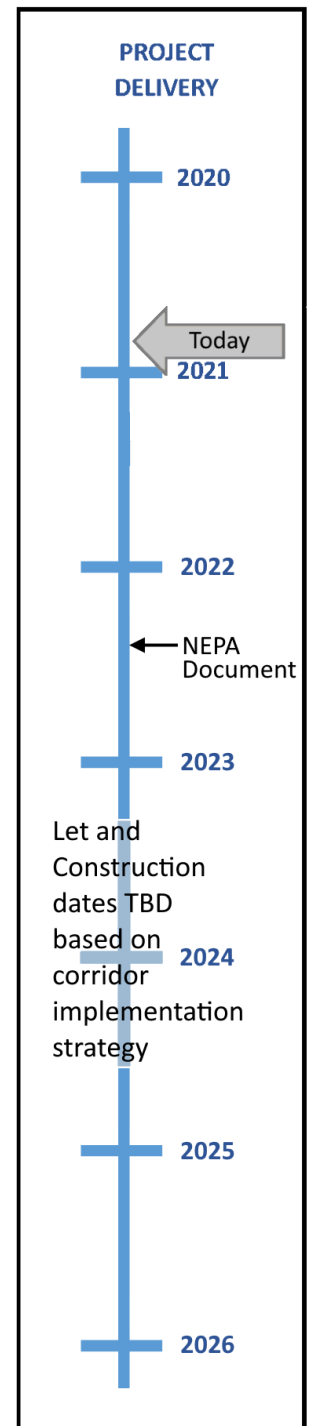 PROJECT
DELIVERY
2020
Today
2021
2022
NEPA
Document
2023
Let and
Construction
dates TBD
based on
2024
corridor
implementation
strategy
2025
2026